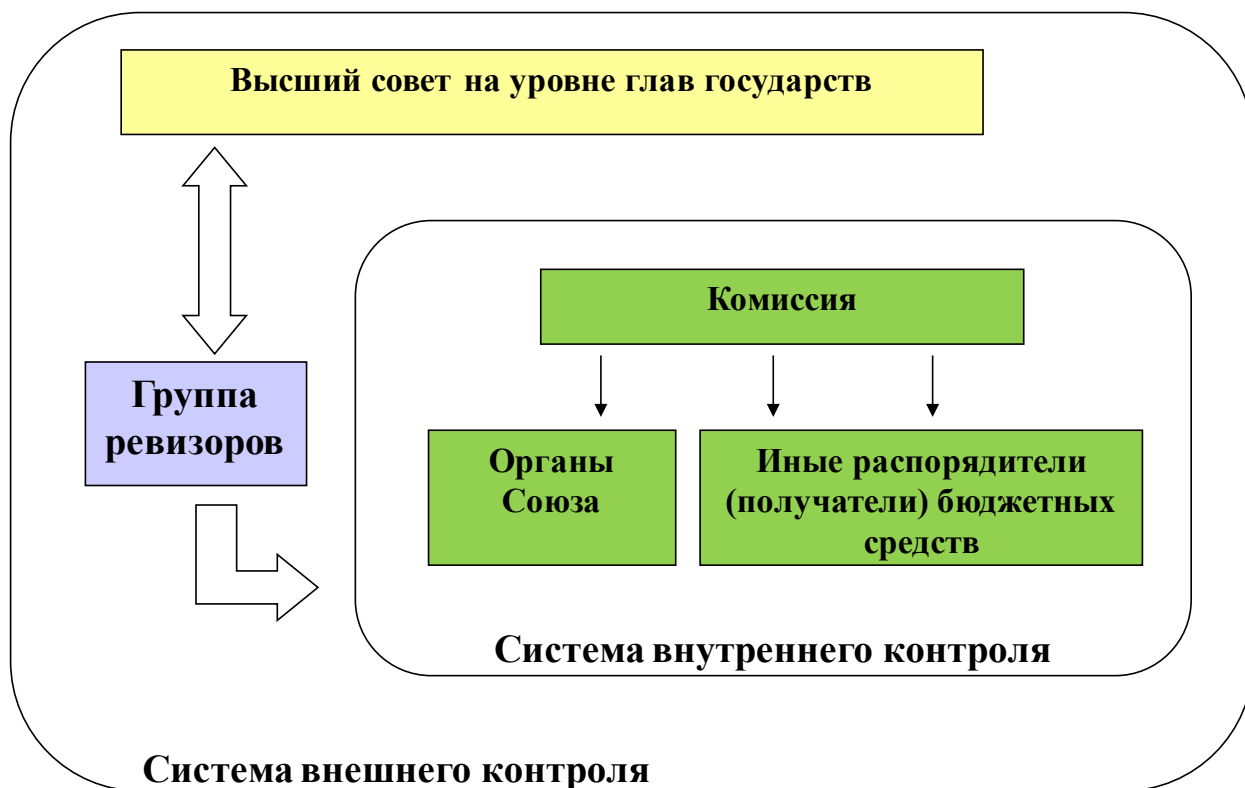 Высший совет на уровне глав государств
Комиссия
Группа
ревизоров
Органы
Союза
Иные распорядители
(получатели) бюджетных
средств
Система внутреннего контроля
Система внешнего контроля